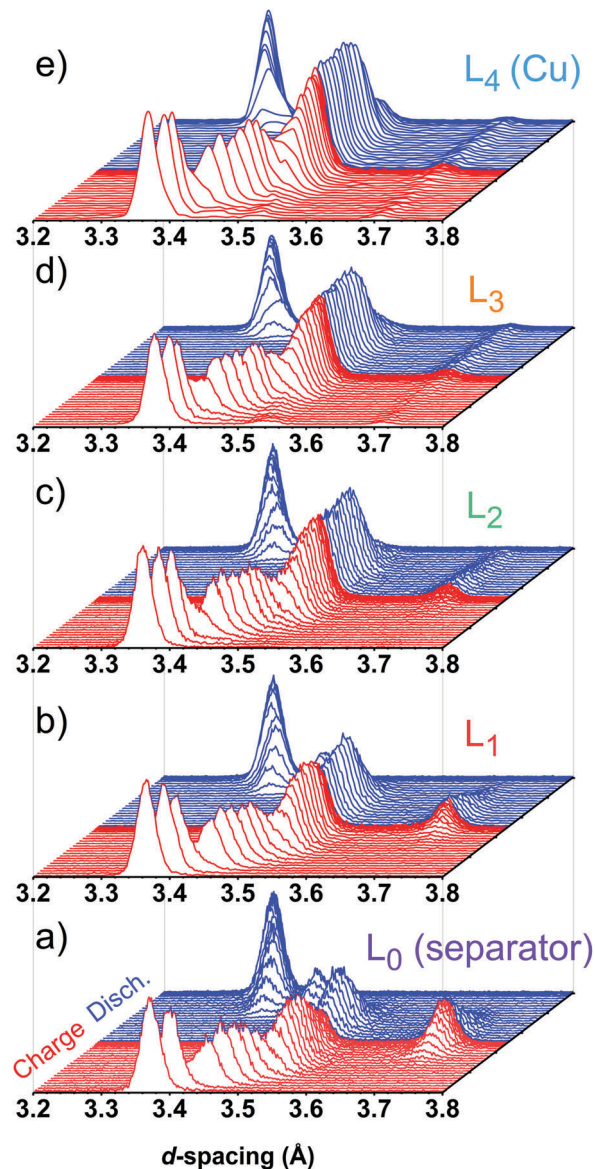 e)
L4 (Cu)
3.2 3.3 3.4 3.5 3.6 3.7 3.8
d)
L3
3.2 3.3 3.4 3.5 3.6 3.7 3.8
c)
L2
3.2 3.3 3.4 3.5 3.6 3.7 3.8
b)
L1
3.2 3.3 3.4 3.5 3.6 3.7 3.8
a)
L0 (separator)
Charge Disch.
3.2 3.3 3.4 3.5 3.6 3.7 3.8
d-spacing (Å)